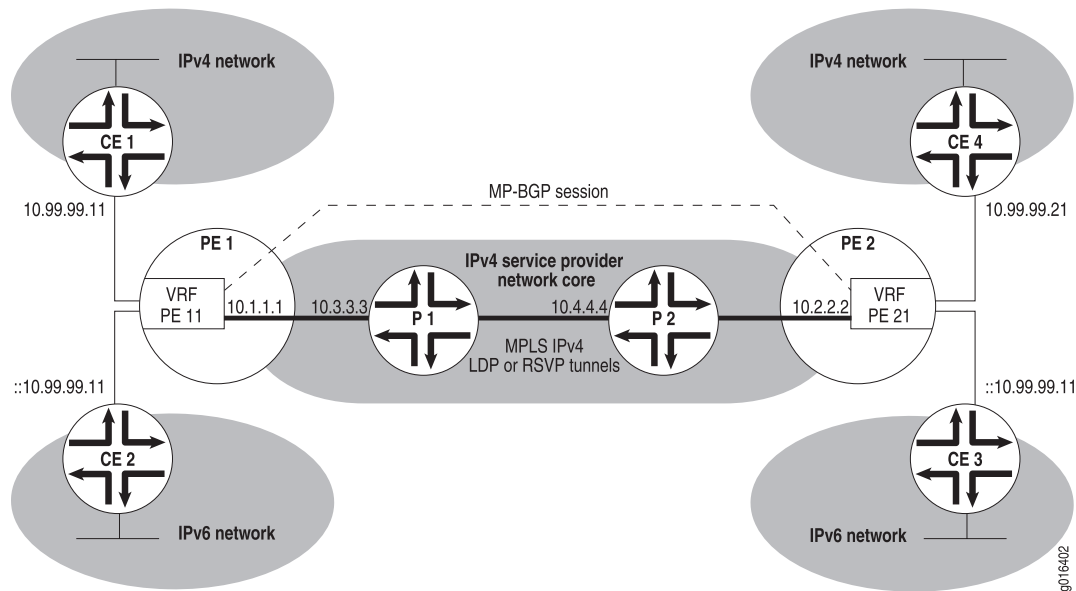 IPv4 network
IPv4 network
CE 1
CE 4
10.99.99.11
10.99.99.21
MP-BGP session
PE 1
PE 2
IPv4 service provider
network core
VRF
PE 11
10.1.1.1
10.3.3.3
P 1
10.4.4.4
P 2
10.2.2.2
VRF
PE 21
MPLS IPv4
LDP or RSVP tunnels
::10.99.99.11
::10.99.99.11
CE 2
CE 3
IPv6 network
IPv6 network
g016402